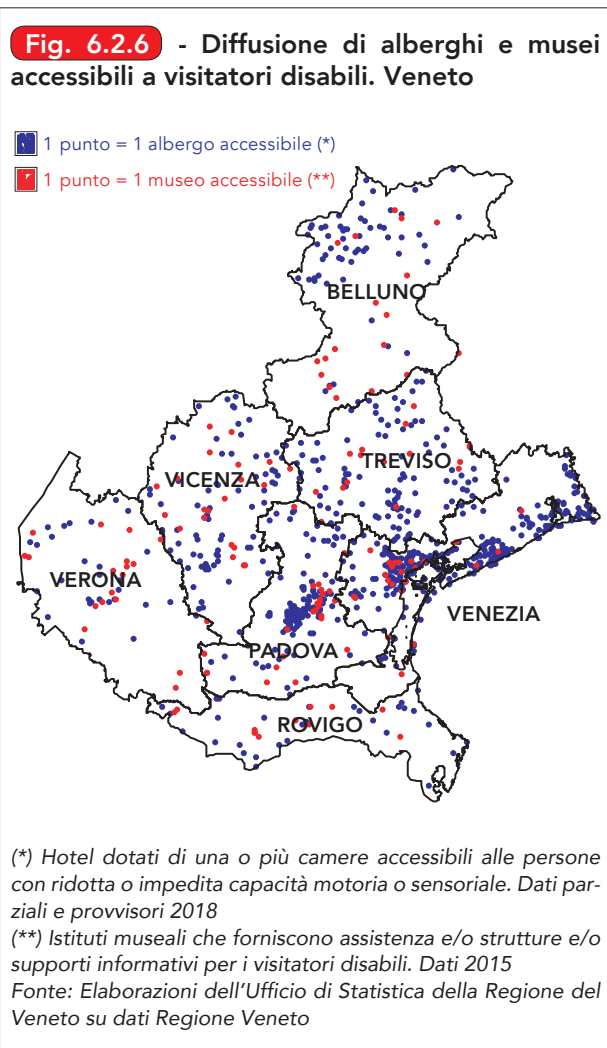 Fig. 6.2.6 - Diffusione di alberghi e musei
accessibili a visitatori disabili. Veneto
1 punto = 1 albergo accessibile (*)
1 punto = 1 museo accessibile (**)
BELLUNO
TREVISO
VICENZA
VERONA
VENEZIA
PADOVA
ROVIGO
(*) Hotel dotati di una o più camere accessibili alle persone
con ridotta o impedita capacità motoria o sensoriale. Dati par-
ziali e provvisori 2018
(**) Istituti museali che forniscono assistenza e/o strutture e/o
supporti informativi per i visitatori disabili. Dati 2015
Fonte: Elaborazioni dell'Ufficio di Statistica della Regione del
Veneto su dati Regione Veneto